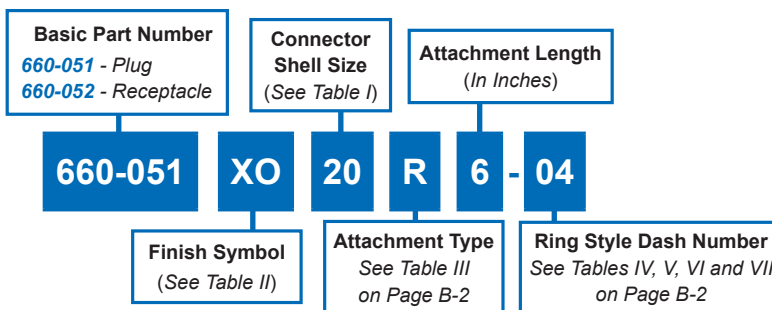 Basic Part Number
660-051 - Plug
660-052 - Receptacle
Connector
Shell Size
(See Table I)
Attachment Length
(In Inches)
660-051 XO 20 R 6 - 04
Finish Symbol
(See Table II)
Attachment Type
See Table III
on Page B-2
Ring Style Dash Number
See Tables IV, V, VI and VII
on Page B-2